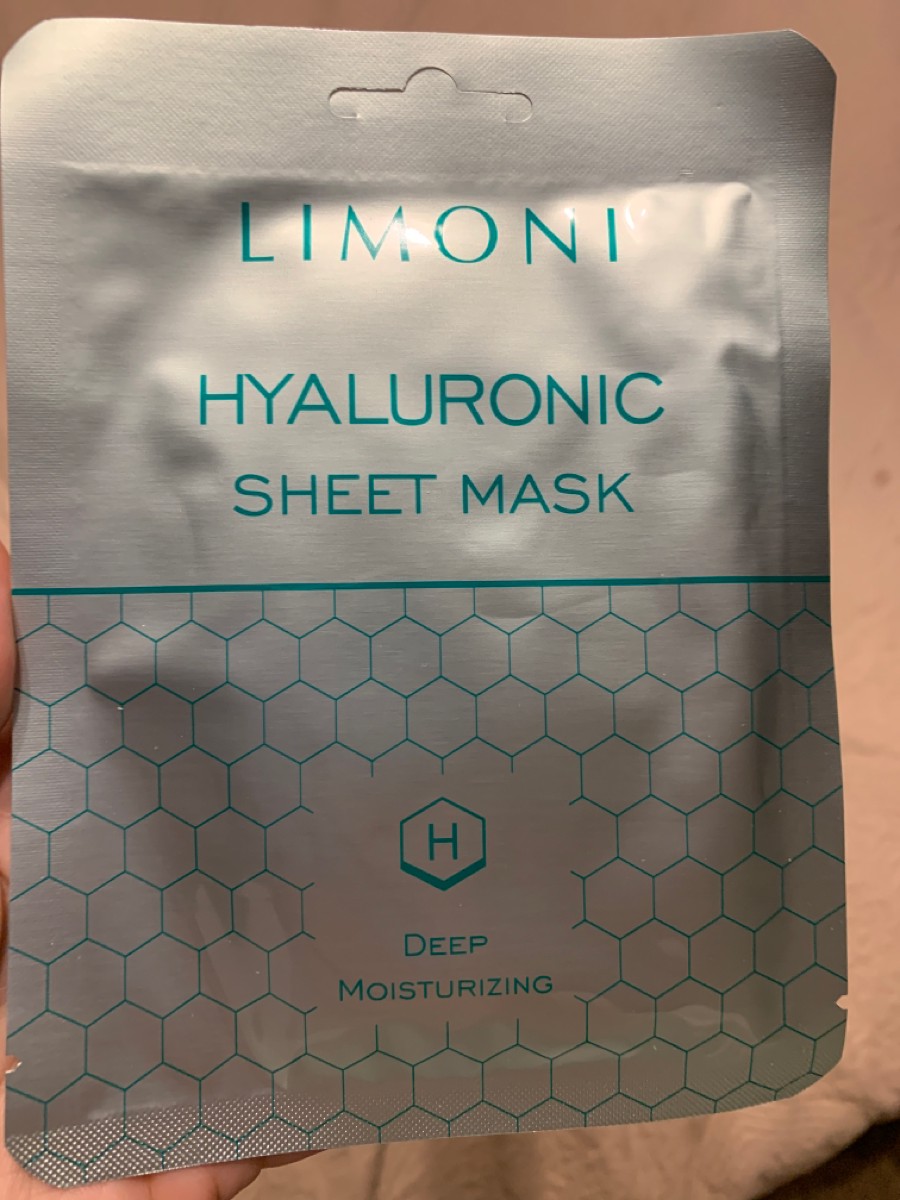 LIMONI
HYALURONIC
SHEET MASK
H
DEEP
MOISTURIZING